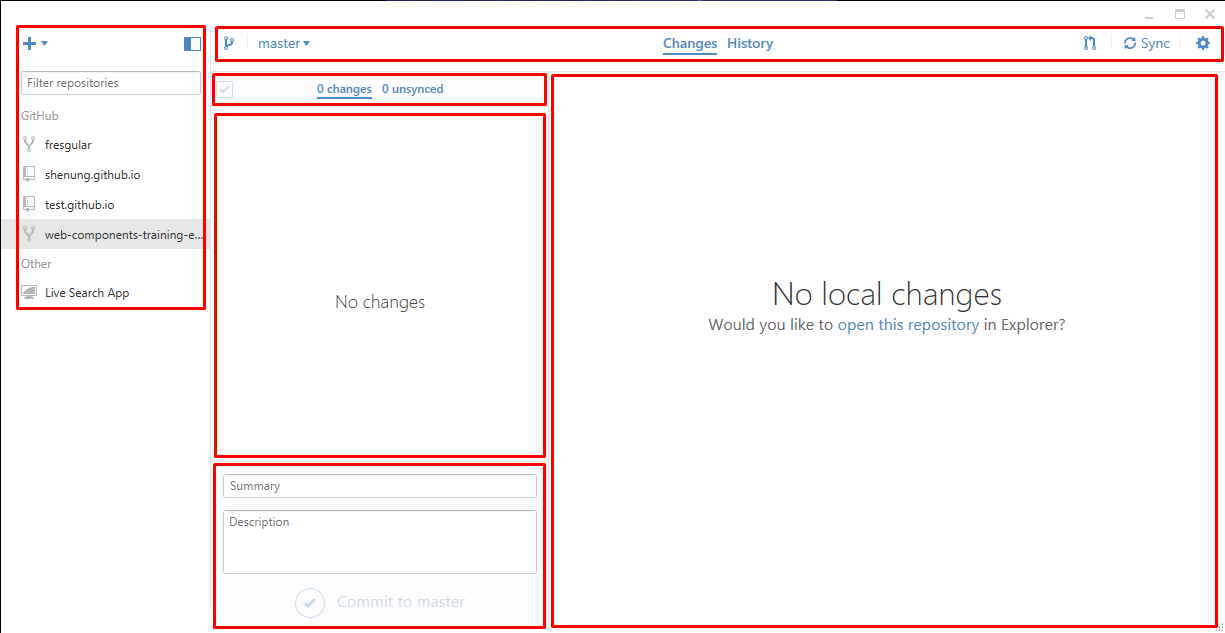 master
Changes History
Sync
Filter repositories
GitHub
fresgular
shenung.github.io
test.github.io
web-components-training-e...
Other
Live Search App
0 changes 0 unsynced
No changes
Summary
Description
Commit to master
No local changes
Would you like to open this repository in Explorer?